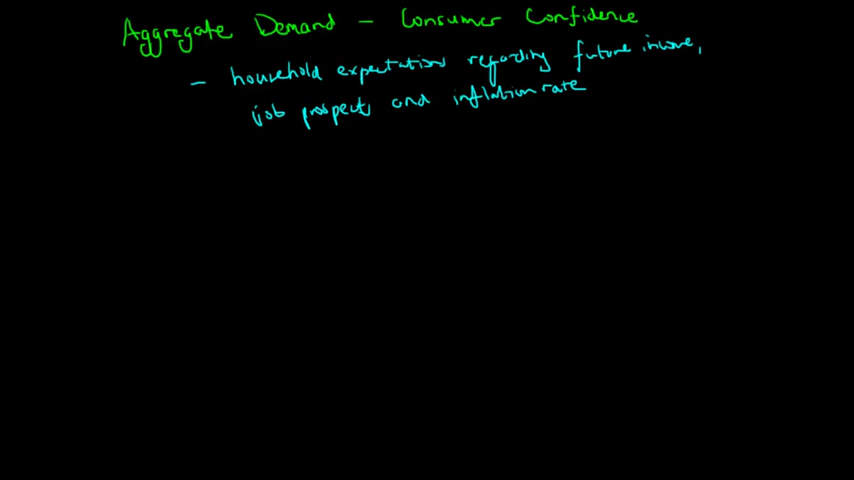 Aggregate Demand - Consumer Confidence
- household expectations regarding future income,
job prospects and inflation rate